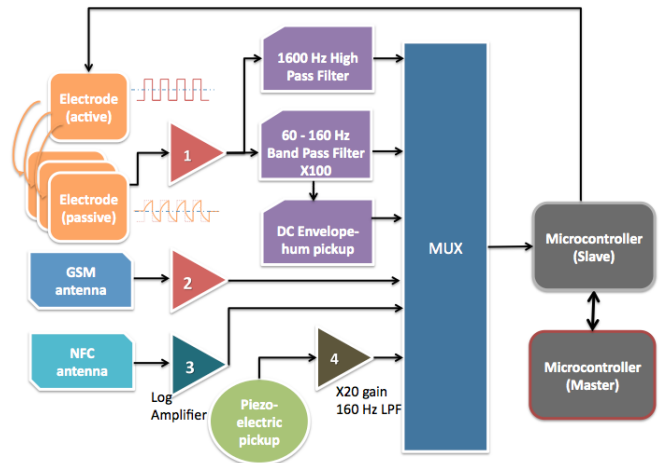 Electrode
(active)
Electrode
(passive)
1
1600 Hz High
Pass Filter
60 - 160 Hz
Band Pass Filter
X100
DC Envelope-
hum pickup
MUX
Microcontroller
(Slave)
Microcontroller
(Master)
GSM
antenna
2
NFC
antenna
3
Log
Amplifier
Piezo-
electric
pickup
4
X20 gain
160 Hz LPF